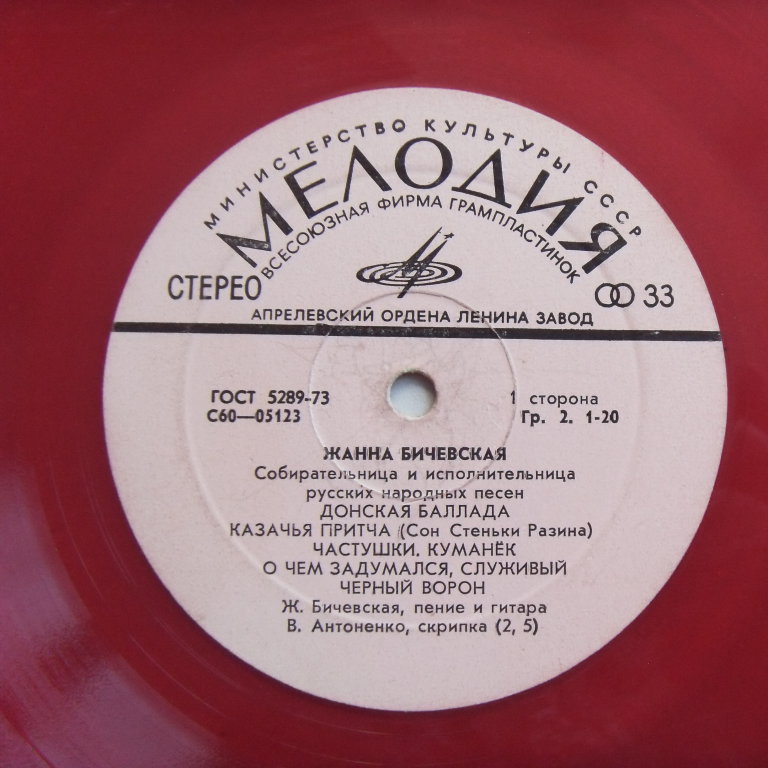 МИНИСТЕРСТВО КУЛЬТУРЫ СССР
МЕЛОДИЯ
ВСЕСОЮЗНАЯ ФИРМА ГРАМПЛАСТИНОК
СТЕРЕО
33
АПРЕЛЕВСКИЙ ОРДЕНА ЛЕНИНА ЗАВОД
ГОСТ 5289-73 1 сторона
С60—05123 Гр. 2. 1-20
ЖАННА БИЧЕВСКАЯ
Собирательница и исполнительница
русских народных песен
ДОНСКАЯ БАЛЛАДА
КАЗАЧЬЯ ПРИТЧА (Сон Стеньки Разина)
ЧАСТУШКИ. КУМАНЁК
О ЧЕМ ЗАДУМАЛСЯ, СЛУЖИВЫЙ
ЧЕРНЫЙ ВОРОН
Ж. Бичевская, пение и гитара
В. Антоненко, скрипка (2, 5)